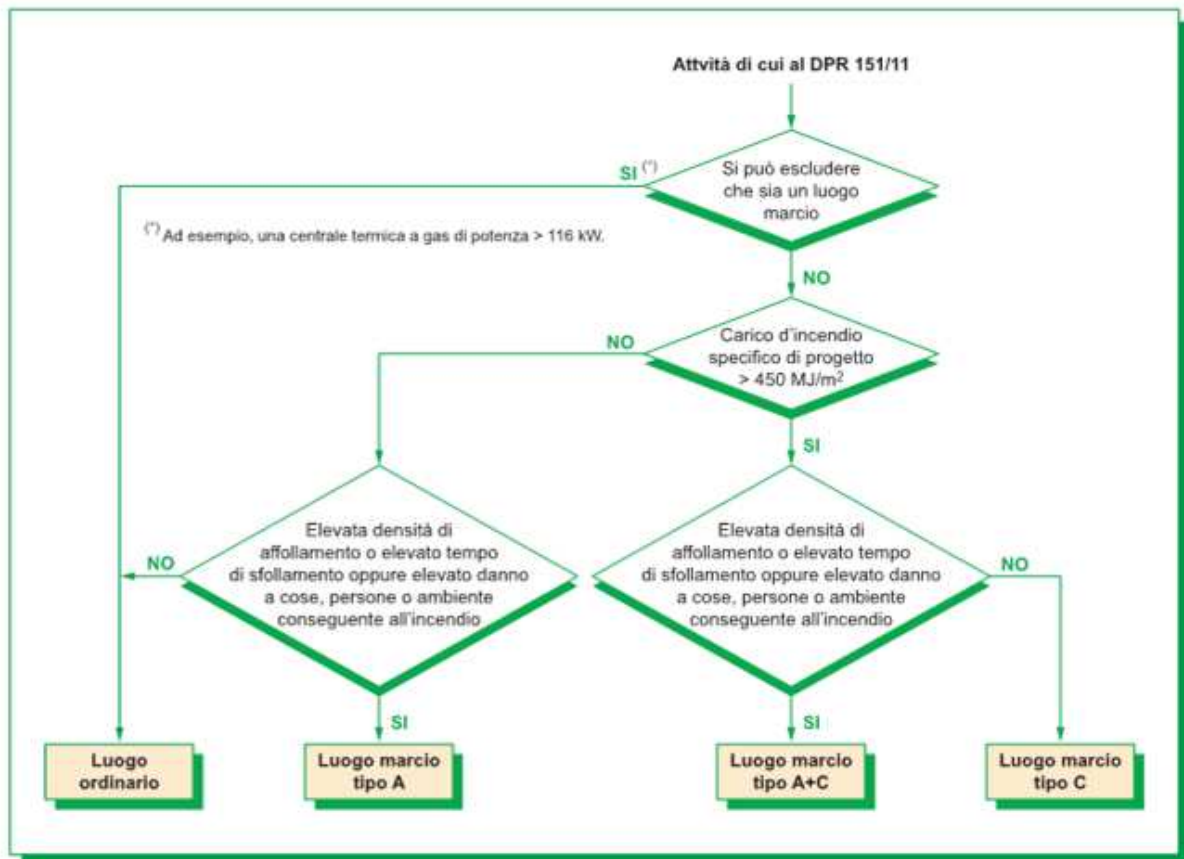 Attvità di cui al DPR 151/11
SI (*)
Si può escludere
che sia un luogo
marcio
(*) Ad esempio, una centrale termica a gas di potenza > 116 kW.
NO
NO
Carico d'incendio
specifico di progetto
> 450 MJ/m²
SI
Elevata densità di
affollamento o elevato tempo
di sfollamento oppure elevato danno
a cose, persone o ambiente
conseguente all'incendio
NO
Elevata densità di
affollamento o elevato tempo
di sfollamento oppure elevato danno
a cose, persone o ambiente
conseguente all'incendio
NO
SI
SI
Luogo
ordinario
Luogo marcio
tipo A
Luogo marcio
tipo A+C
Luogo marcio
tipo C